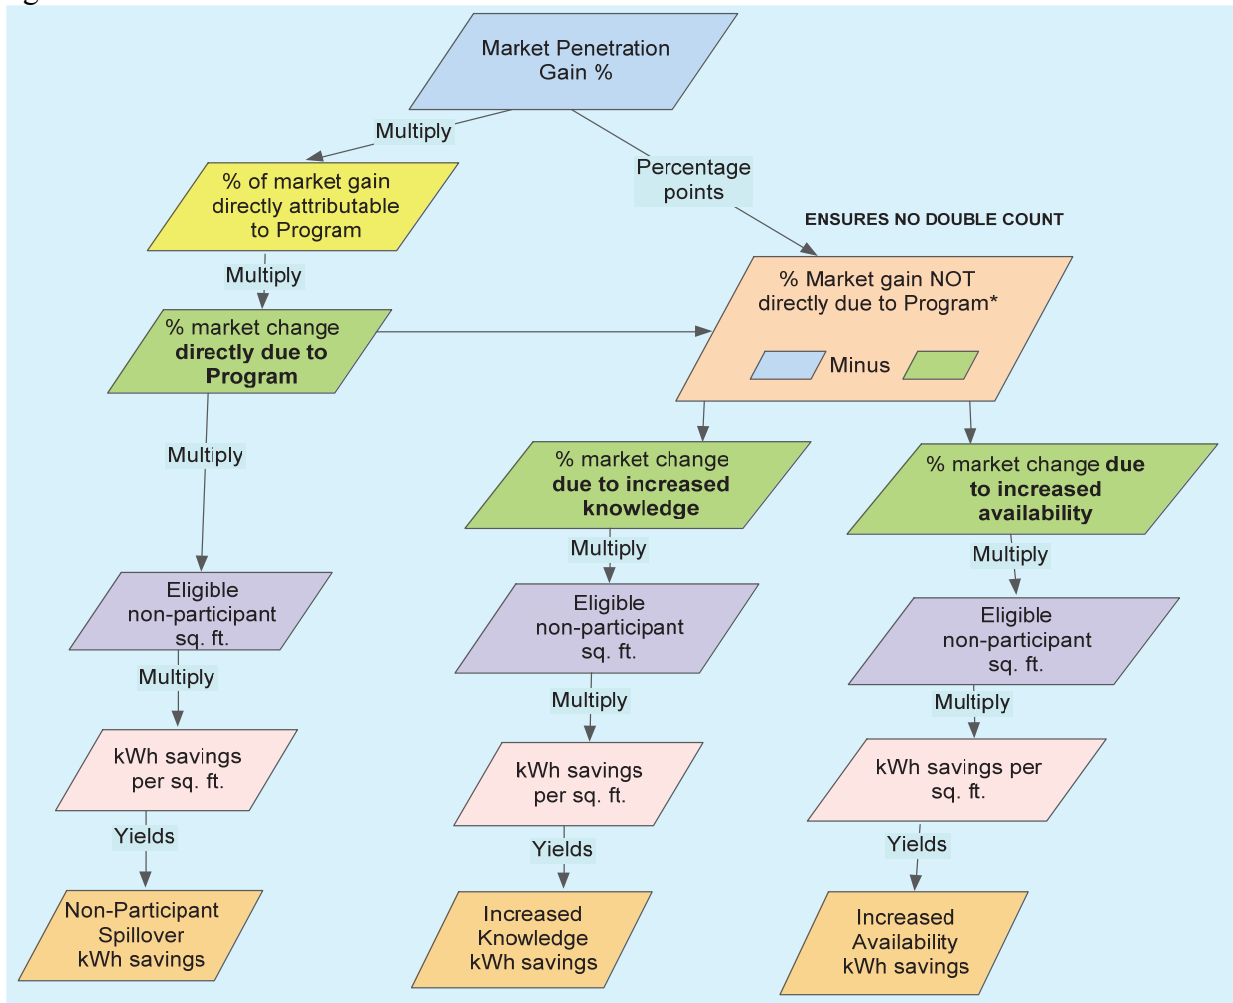 Market Penetration
Gain %
Multiply
Percentage
points
% of market gain
directly attributable
to Program
ENSURES NO DOUBLE COUNT
Multiply
% Market gain NOT
directly due to Program*
Minus
% market change
directly due to
Program
Multiply
% market change
due to increased
knowledge
% market change due
to increased
availability
Multiply
Multiply
Eligible
non-participant
sq. ft.
Eligible
non-participant
sq. ft.
Eligible
non-participant
sq. ft.
Multiply
Multiply
Multiply
kWh savings
per sq. ft.
kWh savings
per sq. ft.
kWh savings per
sq. ft.
Yields
Yields
Yields
Non-Participant
Spillover
kWh savings
Increased
Knowledge
kWh savings
Increased
Availability
kWh savings